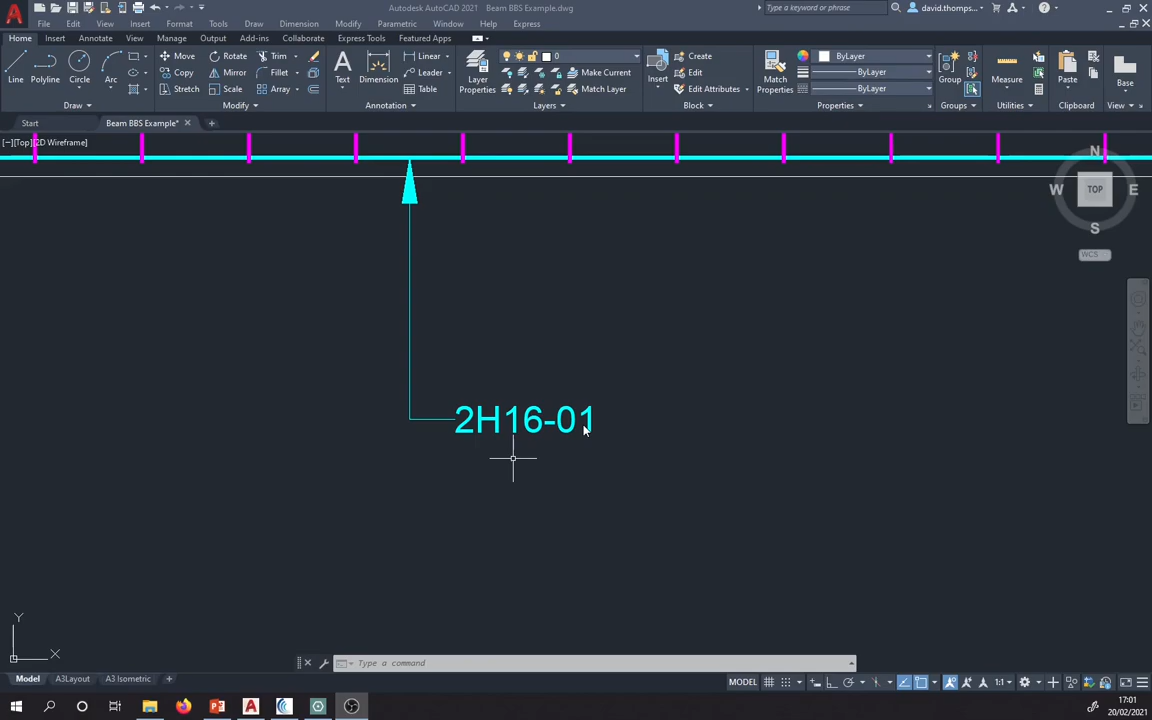 Autodesk AutoCAD 2021 Beam BBS Example.dwg
Type a keyword or phrase
david.thomps...
File Edit View Insert Format Tools Draw Dimension Modify Parametric Window Help Express
Home Insert Annotate View Manage Output Add-ins Collaborate Express Tools Featured Apps
Line Polyline Circle Arc
Move Rotate Trim
Copy Mirror Fillet
Stretch Scale Array
Text Dimension
Linear
Leader
Table
Layer Properties
0
Make Current
Match Layer
Insert
Create
Edit
Edit Attributes
Match Properties
ByLayer
ByLayer
ByLayer
Group
Measure
Paste
Base
Draw Modify Annotation Layers Block Properties Groups Utilities Clipboard View
Start Beam BBS Example*
[−][Top][2D Wireframe]
N
W TOP E
S
WCS
2H16-01
Y
X
Type a command
Model A3Layout A3 Isometric
MODEL 1:1
17:01
20/02/2021